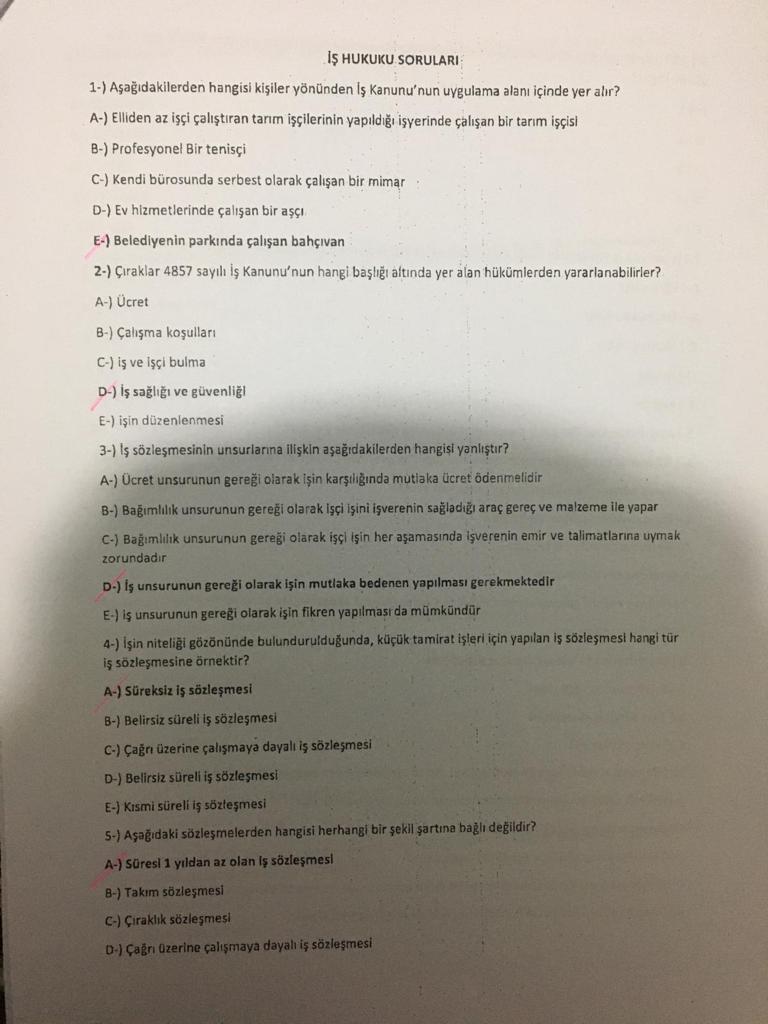 İŞ HUKUKU SORULARI
1-) Aşağıdakilerden hangisi kişiler yönünden İş Kanunu'nun uygulama alanı içinde yer alır?
A-) Elliden az işçi çalıştıran tarım işçilerinin yapıldığı işyerinde çalışan bir tarım işçisi
B-) Profesyonel Bir tenisçi
C-) Kendi bürosunda serbest olarak çalışan bir mimar
D-) Ev hizmetlerinde çalışan bir aşçı
E-) Belediyenin parkında çalışan bahçıvan
2-) Çıraklar 4857 sayılı İş Kanunu'nun hangi başlığı altında yer alan hükümlerden yararlanabilirler?
A-) Ücret
B-) Çalışma koşulları
C-) iş ve işçi bulma
D-) İş sağlığı ve güvenliği
E-) işin düzenlenmesi
3-) İş sözleşmesinin unsurlarına ilişkin aşağıdakilerden hangisi yanlıştır?
A-) Ücret unsurunun gereği olarak işin karşılığında mutlaka ücret ödenmelidir
B-) Bağımlılık unsurunun gereği olarak işçi işini işverenin sağladığı araç gereç ve malzeme ile yapar
C-) Bağımlılık unsurunun gereği olarak işçi işin her aşamasında işverenin emir ve talimatlarına uymak
zorundadır
D-) İş unsurunun gereği olarak işin mutlaka bedenen yapılması gerekmektedir
E-) iş unsurunun gereği olarak işin fikren yapılması da mümkündür
4-) İşin niteliği gözönünde bulundurulduğunda, küçük tamirat işleri için yapılan iş sözleşmesi hangi tür
iş sözleşmesine örnektir?
A-) Süreksiz iş sözleşmesi
B-) Belirsiz süreli iş sözleşmesi
C-) Çağrı üzerine çalışmaya dayalı iş sözleşmesi
D-) Belirsiz süreli iş sözleşmesi
E-) Kısmi süreli iş sözleşmesi
5-) Aşağıdaki sözleşmelerden hangisi herhangi bir şekil şartına bağlı değildir?
A-) Süresi 1 yıldan az olan iş sözleşmesi
B-) Takım sözleşmesi
C-) Çıraklık sözleşmesi
D-) Çağrı üzerine çalışmaya dayalı iş sözleşmesi